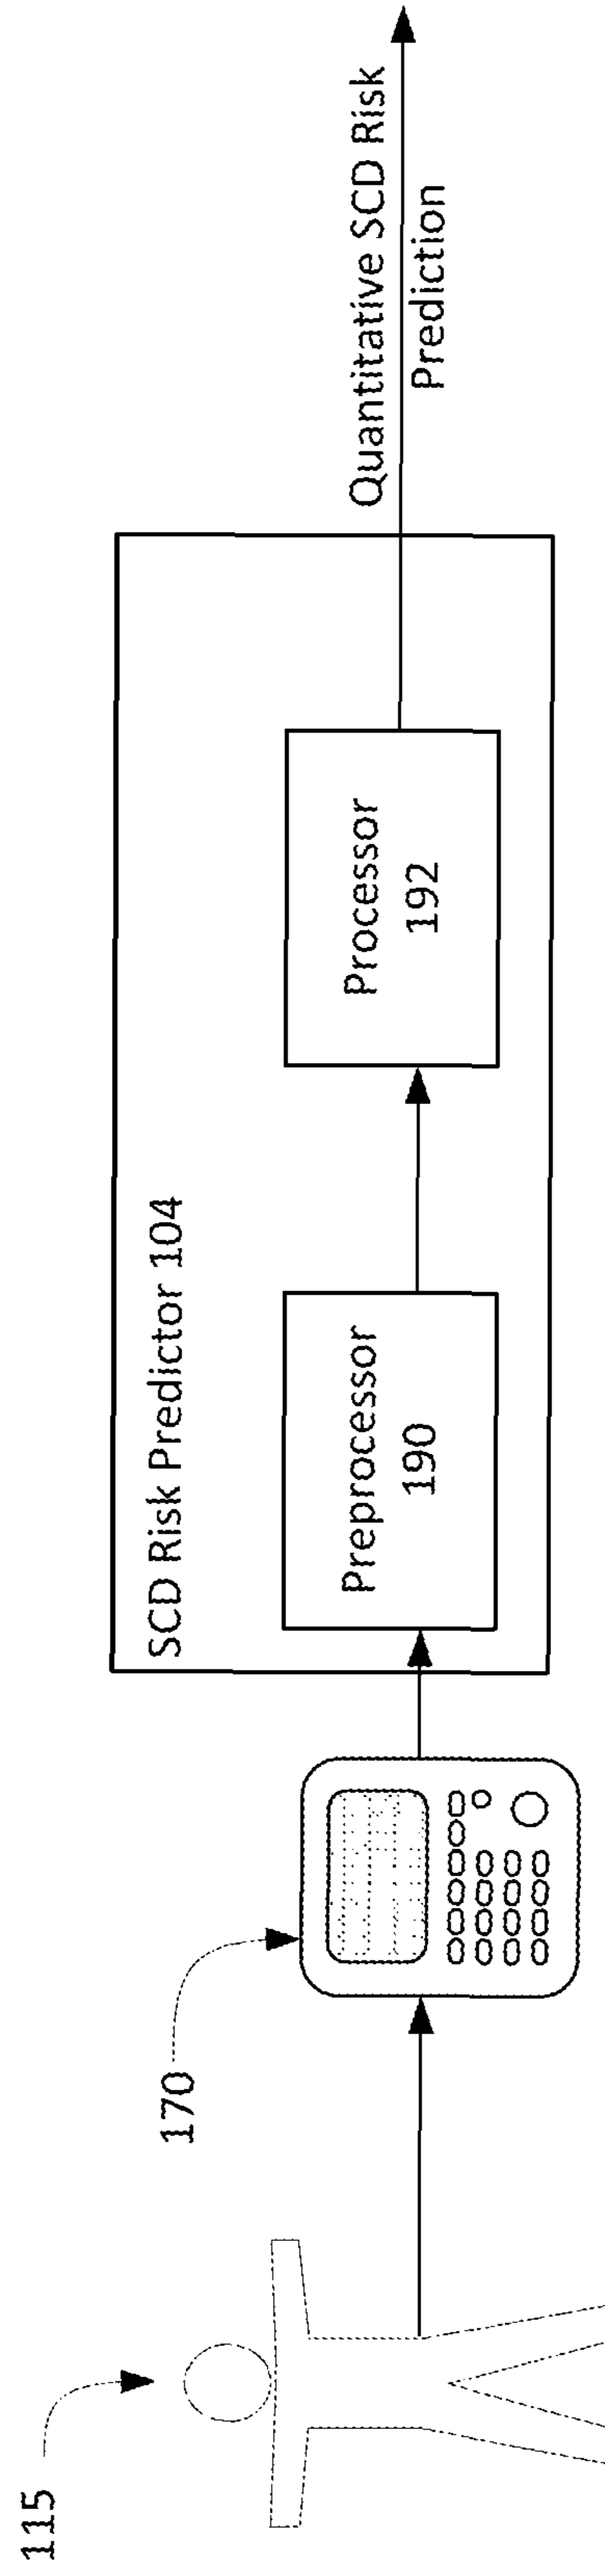 115
170
SCD Risk Predictor 104
Preprocessor
190
Processor
192
Quantitative SCD Risk
Prediction